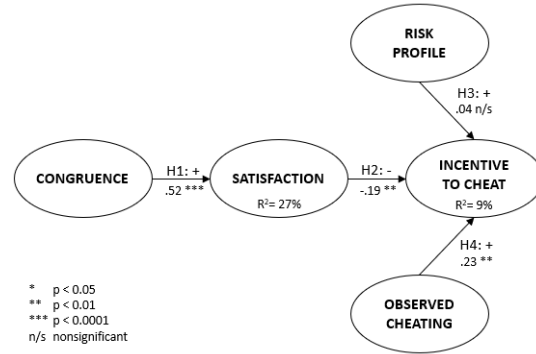 RISK
PROFILE
H3: +
.04 n/s
CONGRUENCE
H1: +
.52 ***
SATISFACTION
R²= 27%
H2: -
-.19 **
INCENTIVE
TO CHEAT
R²= 9%
H4: +
.23 **
OBSERVED
CHEATING
* p < 0.05
** p < 0.01
*** p < 0.0001
n/s nonsignificant